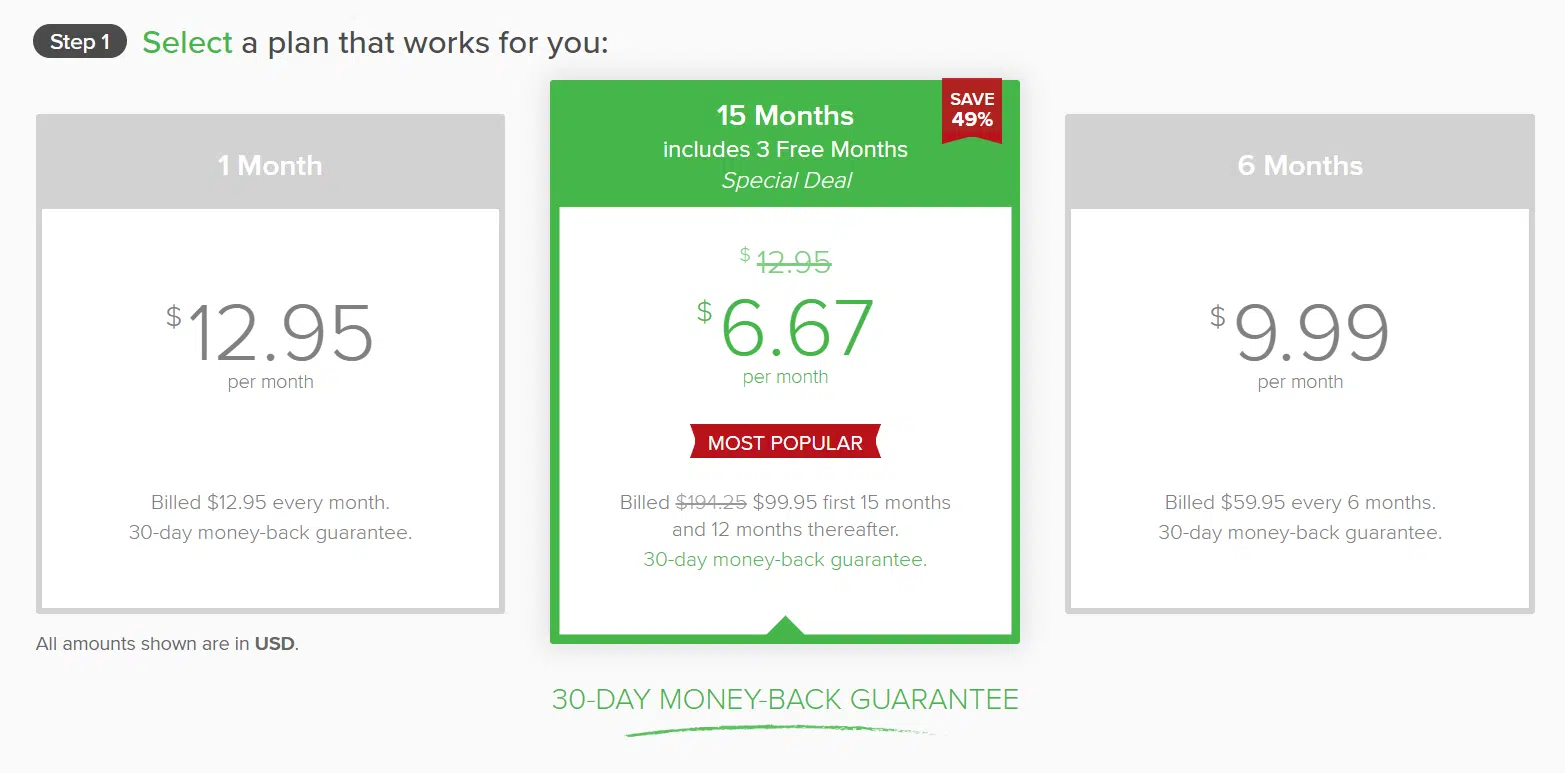 Step 1 Select a plan that works for you:
1 Month
$12.95
per month
Billed $12.95 every month.
30-day money-back guarantee.
15 Months
includes 3 Free Months
Special Deal
SAVE
49%
$12.95
$6.67
per month
MOST POPULAR
Billed $194.25 $99.95 first 15 months
and 12 months thereafter.
30-day money-back guarantee.
6 Months
$9.99
per month
Billed $59.95 every 6 months.
30-day money-back guarantee.
All amounts shown are in USD.
30-DAY MONEY-BACK GUARANTEE